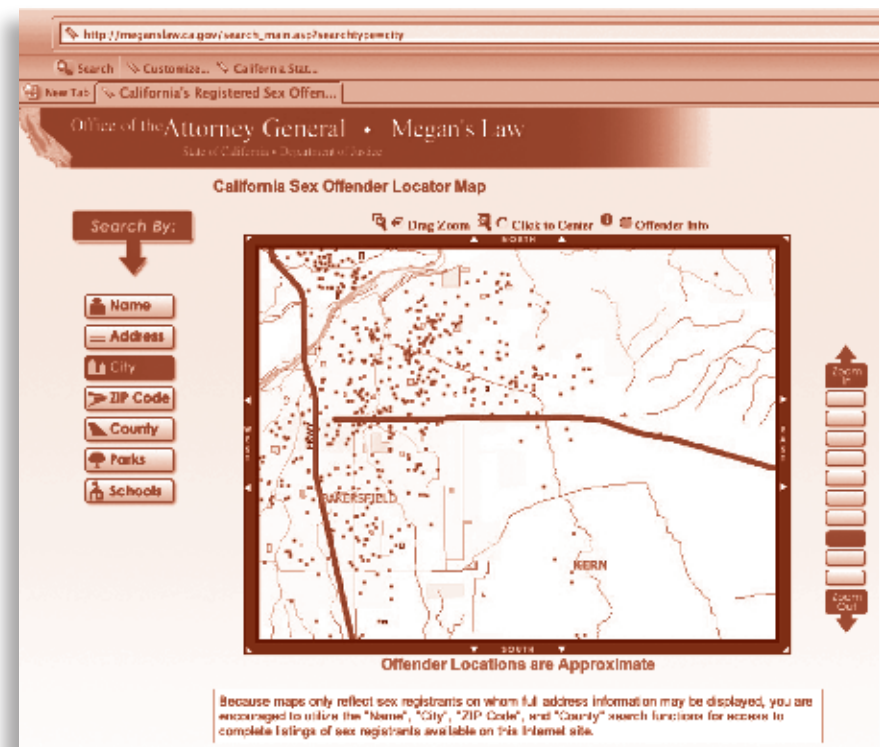 http://meganslaw.ca.gov/search_main.asp?searchtype=city
Search Customize... California Stat...
New Tab California's Registered Sex Offen...
Office of the Attorney General • Megan's Law
State of California • Department of Justice
California Sex Offender Locator Map
Search By:
Drag Zoom Click to Center Offender Info
NORTH
Name
Address
City
ZIP Code
County
Parks
Schools
WEST
EAST
HWY
BAKERSFIELD
KERN
Zoom
In
Zoom
Out
SOUTH
Offender Locations are Approximate
Because maps only reflect sex registrants on whom full address information may be displayed, you are
encouraged to utilize the "Name", "City", "ZIP Code", and "County" search functions for access to
complete listings of sex registrants available on this Internet site.